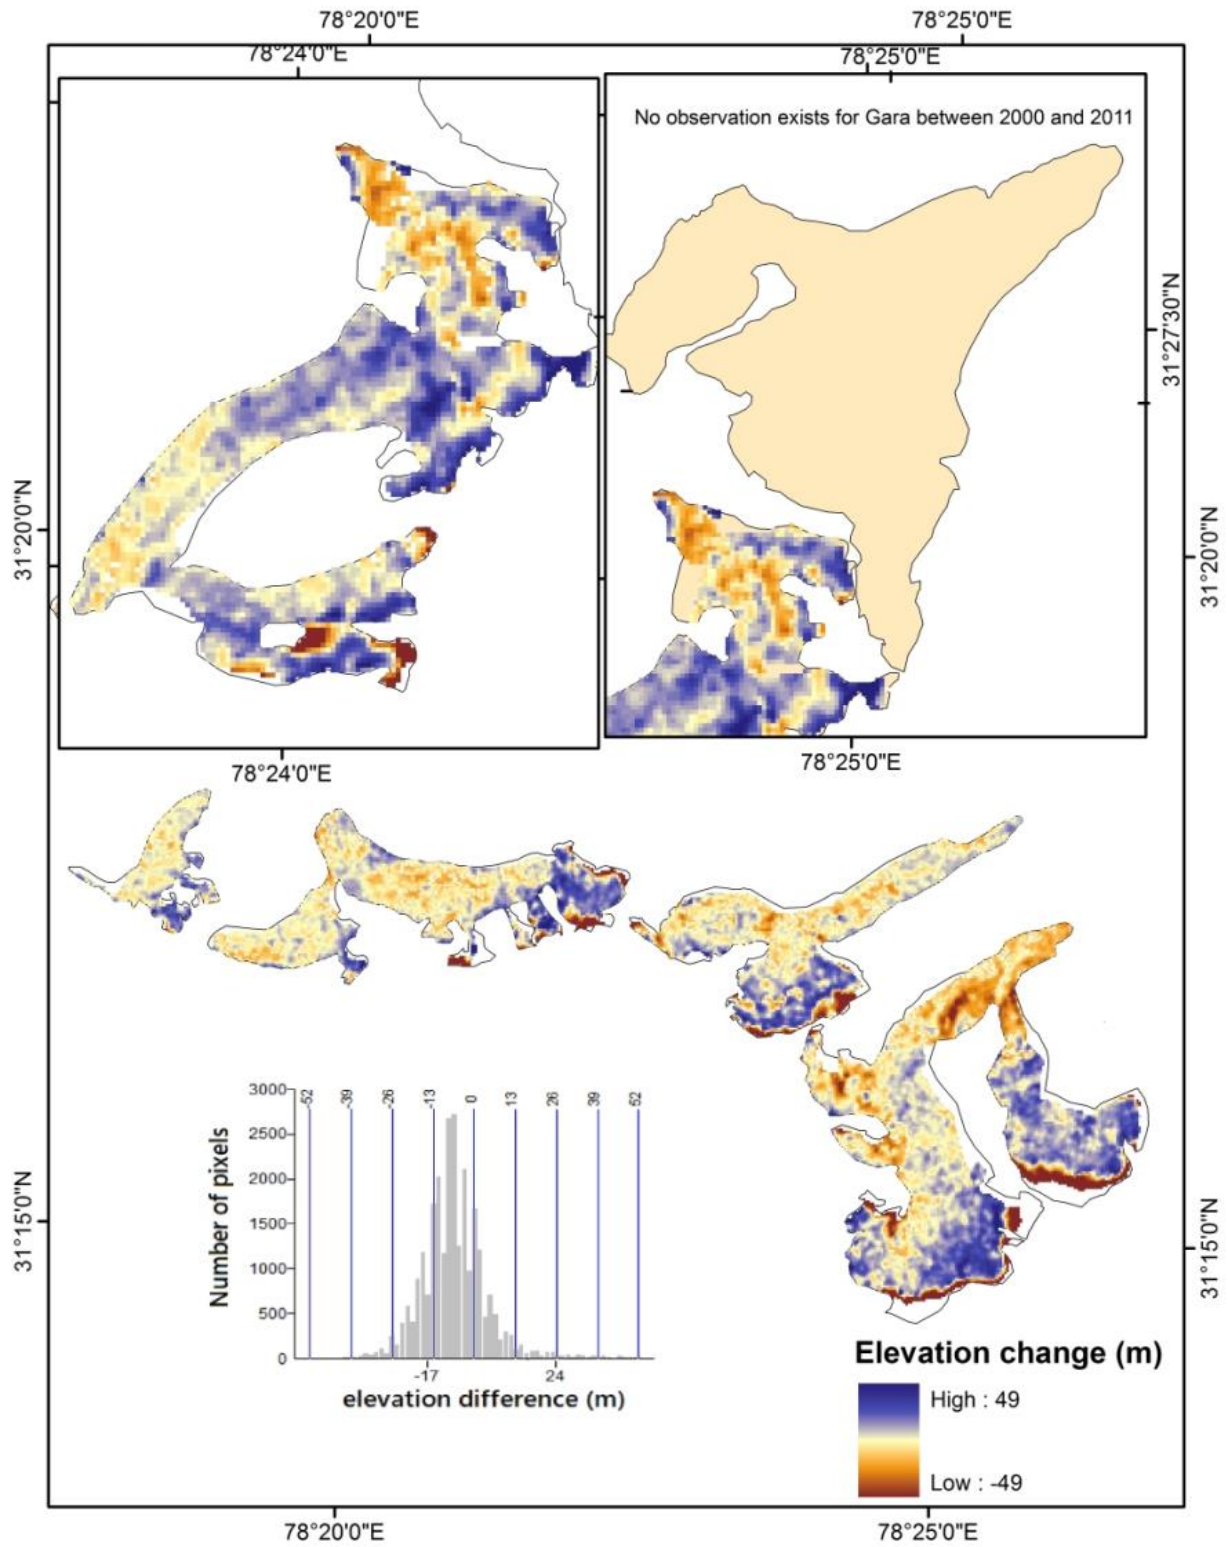 78°20'0"E
78°25'0"E
78°24'0"E
78°25'0"E
No observation exists for Gara between 2000 and 2011
31°27'30"N
31°20'0"N
31°20'0"N
78°24'0"E
78°25'0"E
3000
2500
2000
1500
1000
500
0
-52
-39
-26
-13
0
13
26
39
52
Number of pixels
-17
24
elevation difference (m)
31°15'0"N
31°15'0"N
Elevation change (m)
High : 49
Low : -49
78°20'0"E
78°25'0"E